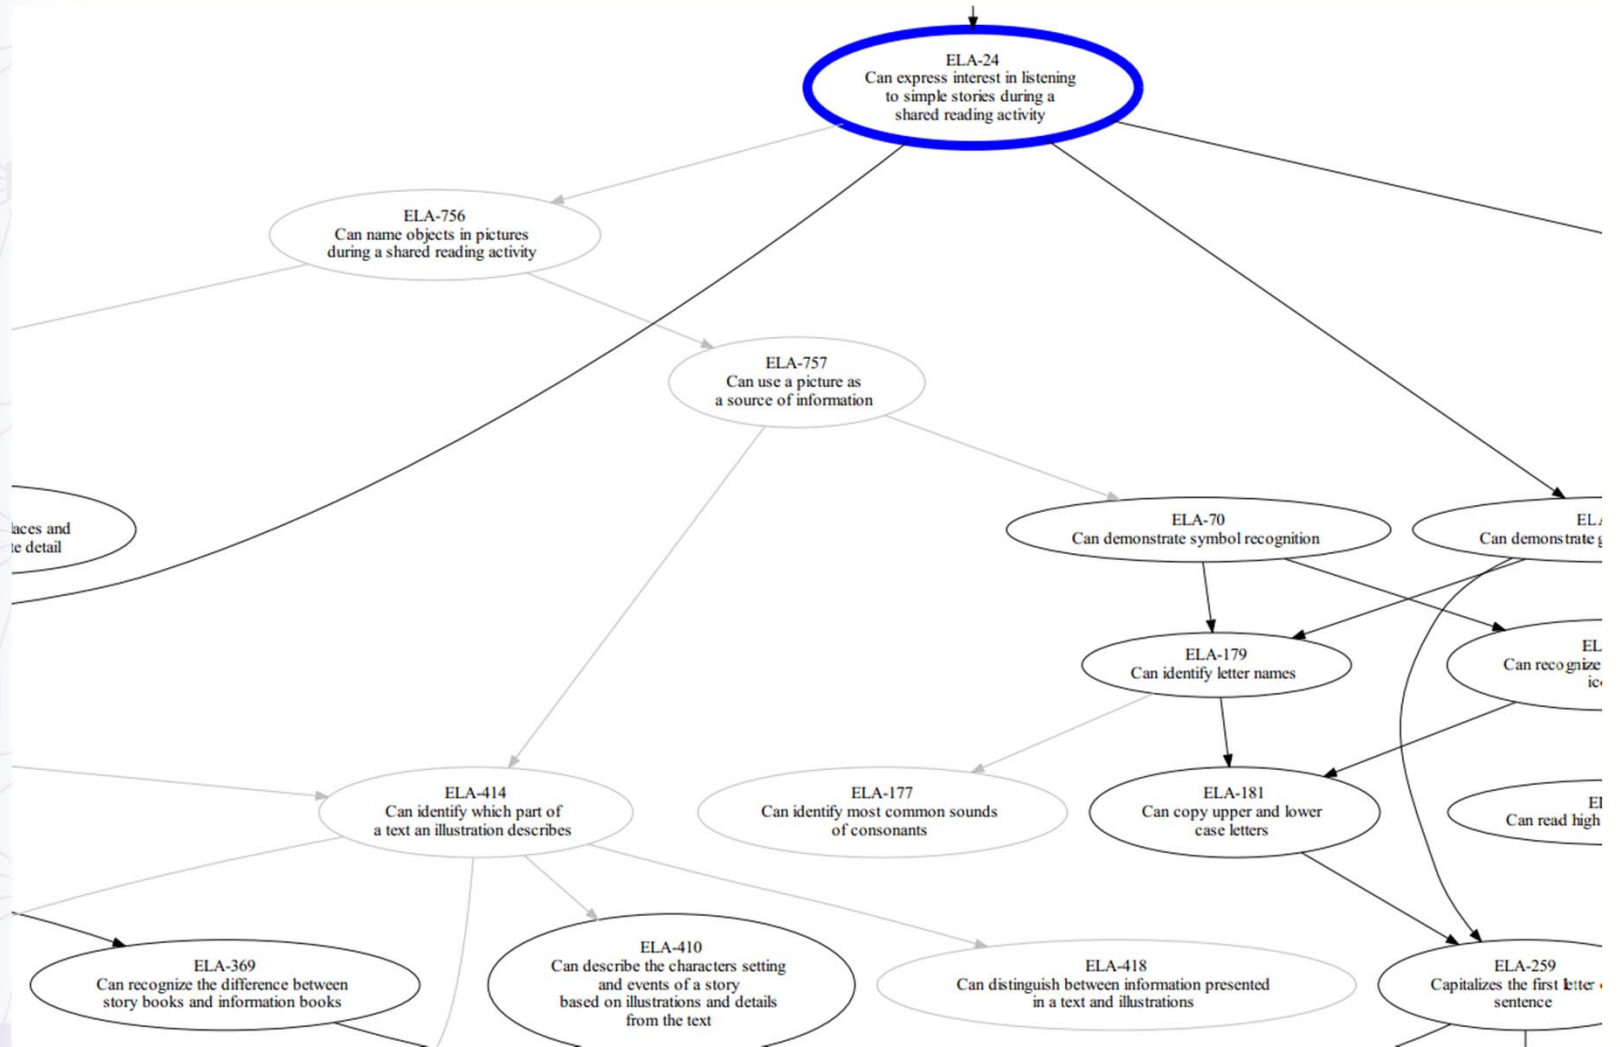 ELA-24
Can express interest in listening
to simple stories during a
shared reading activity
ELA-756
Can name objects in pictures
during a shared reading activity
ELA-757
Can use a picture as
a source of information
and
detail
ELA-70
Can demonstrate symbol recognition
Can demonstrate
ELA-179
Can identify letter names
Can recognize
ELA-414
Can identify which part of
a text an illustration describes
ELA-177
Can identify most common sounds
of consonants
ELA-181
Can copy upper and lower
case letters
Can read high
ELA-369
Can recognize the difference between
story books and information books
ELA-410
Can describe the characters setting
and events of a story
based on illustrations and details
from the text
ELA-418
Can distinguish between information presented
in a text and illustrations
ELA-259
Capitalizes the first letter
sentence